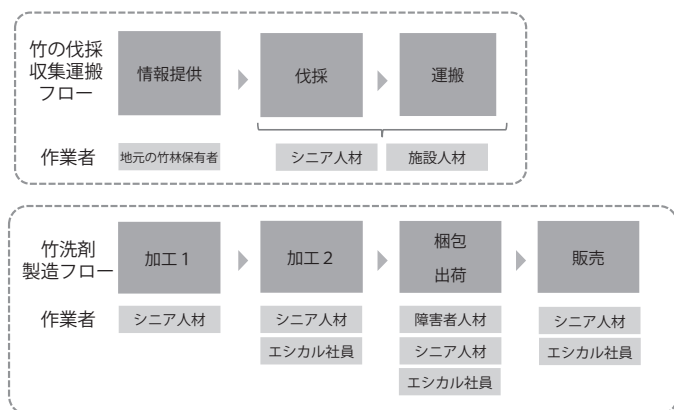 竹の伐採
収集運搬
フロー
情報提供
伐採
運搬
作業者
地元の竹林保有者
シニア人材
施設人材
竹洗剤
製造フロー
加工1
加工2
梱包
出荷
販売
作業者
シニア人材
シニア人材
エシカル社員
障害者人材
シニア人材
エシカル社員
シニア人材
エシカル社員